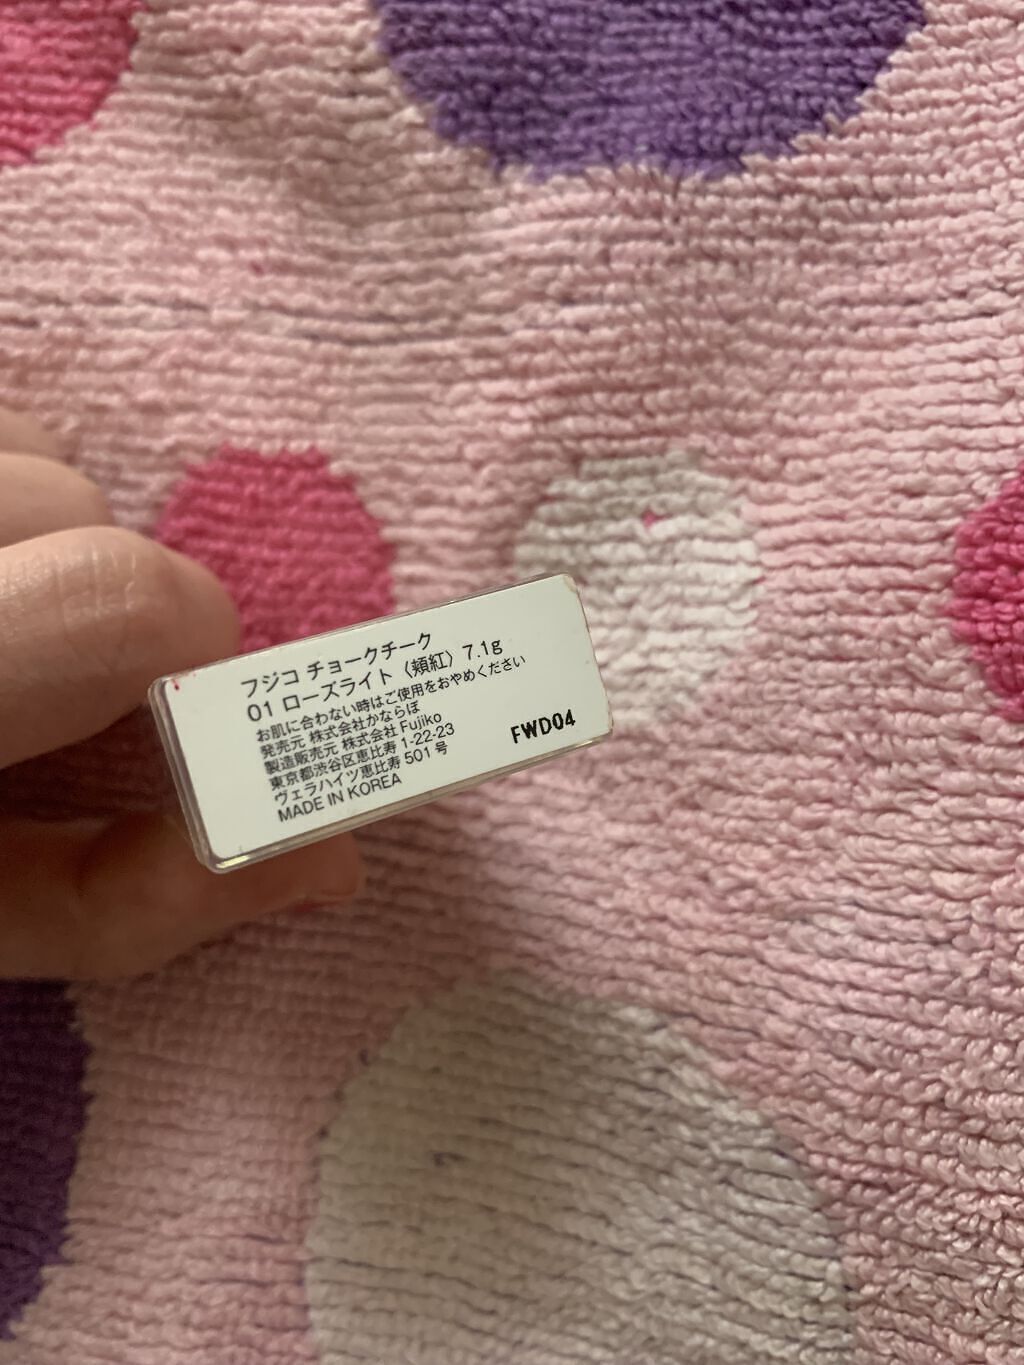 フジコ チョークチーク
01 ローズライト〈頬紅〉7.1g
お肌に合わない時はご使用をおやめください
発売元 株式会社かならぼ
製造販売元 株式会社 Fujiko
東京都渋谷区恵比寿 1-22-23
ヴェラハイツ恵比寿 501 号
MADE IN KOREA
FWD04